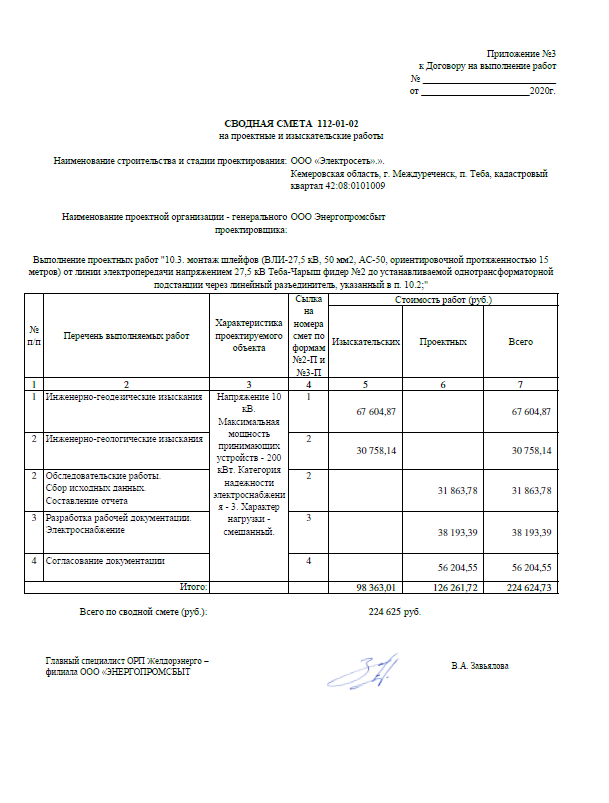 Приложение №3
к Договору на выполнение работ
№ ____________________________
от _______________________2020г.
СВОДНАЯ СМЕТА 112-01-02
на проектные и изыскательские работы
Наименование строительства и стадии проектирования: ООО «Электросеть».».
Кемеровская область, г. Междуреченск, п. Теба, кадастровый
квартал 42:08:0101009
Наименование проектной организации - генерального ООО Энергопромсбыт
проектировщика:
Выполнение проектных работ "10.3. монтаж шлейфов (ВЛИ-27,5 кВ, 50 мм2, АС-50, ориентировочной протяженностью 15
метров) от линии электропередачи напряжением 27,5 кВ Теба-Чарыш фидер №2 до устанавливаемой однотрансформаторной
подстанции через линейный разъединитель, указанный в п. 10.2;"
№
п/п
Перечень выполняемых работ
Характеристика
проектируемого
объекта
Сылка
на
номера
смет по
формам
№2-П и
№3-П
Стоимость работ (руб.)
Изыскательских
Проектных
Всего
1 2 3 4 5 6 7
1 Инженерно-геодезические изыскания
Напряжение 10
кВ.
Максимальная
мощность
принимающих
устройств - 200
кВт. Категория
надежности
электроснабжени
я - 3. Характер
нагрузки -
смешанный.
1
67 604,87 67 604,87
2 Инженерно-геологические изыскания 2
30 758,14 30 758,14
2 Обследовательские работы. 2
Сбор исходных данных.
Составление отчета
31 863,78 31 863,78
3 Разработка рабочей документации. 3
Электроснабжение
38 193,39 38 193,39
4 Согласование документации 4
56 204,55 56 204,55
Итого: 98 363,01 126 261,72 224 624,73
Всего по сводной смете (руб.): 224 625 руб.
Главный специалист ОРП Желдорэнерго –
филиала ООО «ЭНЕРГОПРОМСБЫТ
В.А. Завьялова